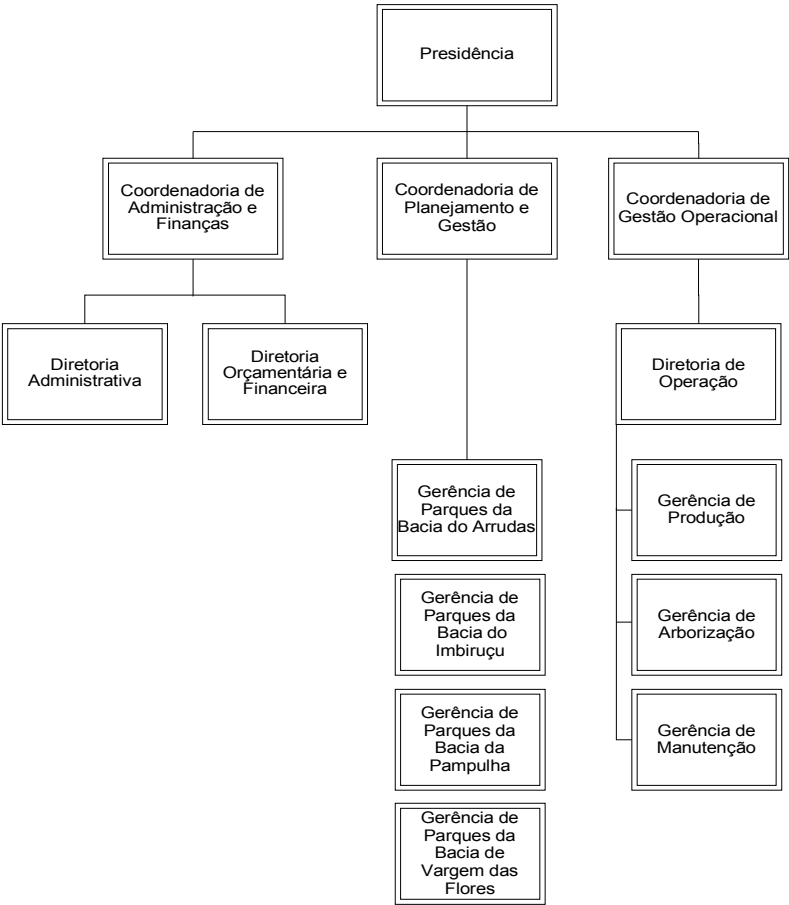 Presidência
Coordenadoria de
Administração e
Finanças
Coordenadoria de
Planejamento e
Gestão
Coordenadoria de
Gestão Operacional
Diretoria
Administrativa
Diretoria
Orçamentária e
Financeira
Diretoria de
Operação
Gerência de
Parques da
Bacia do Arrudas
Gerência de
Produção
Gerência de
Parques da
Bacia do
Imbiruçu
Gerência de
Arborização
Gerência de
Parques da
Bacia da
Pampulha
Gerência de
Manutenção
Gerência de
Parques da
Bacia de
Vargem das
Flores